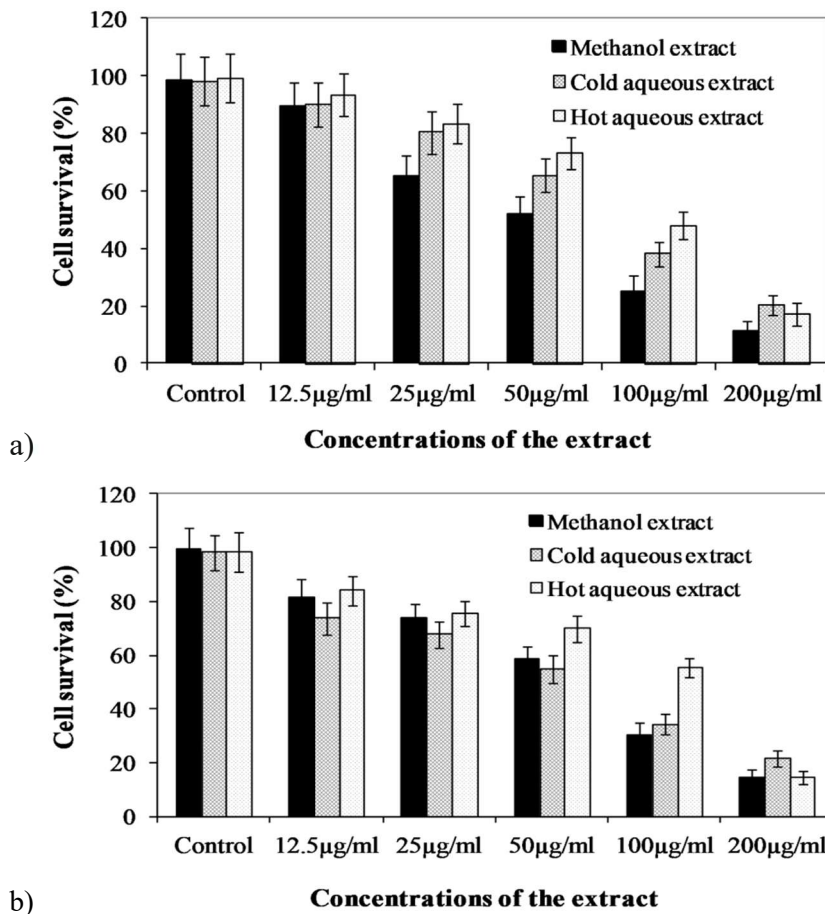 120
Methanol extract
100
Cold aqueous extract
Hot aqueous extract
80
60
40
20
0
Cell survival (%)
Control 12.5µg/ml 25µg/ml 50µg/ml 100µg/ml 200µg/ml
Concentrations of the extract
a)
120
Methanol extract
100
Cold aqueous extract
Hot aqueous extract
80
60
40
20
0
Cell survival (%)
Control 12.5µg/ml 25µg/ml 50µg/ml 100µg/ml 200µg/ml
Concentrations of the extract
b)